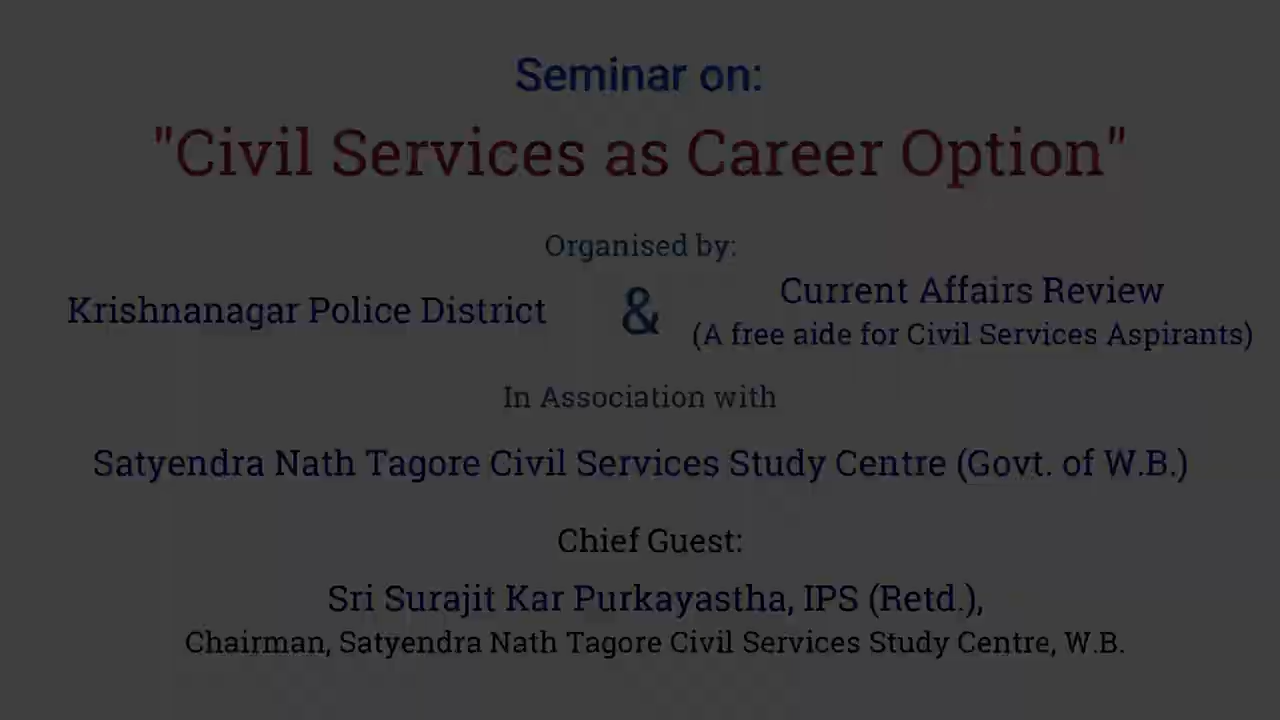 Seminar on:
"Civil Services as Career Option"
Organised by:
Krishnanagar Police District & Current Affairs Review
(A free aide for Civil Services Aspirants)
In Association with
Satyendra Nath Tagore Civil Services Study Centre (Govt. of W.B.)
Chief Guest:
Sri Surajit Kar Purkayastha, IPS (Retd.),
Chairman, Satyendra Nath Tagore Civil Services Study Centre, W.B.